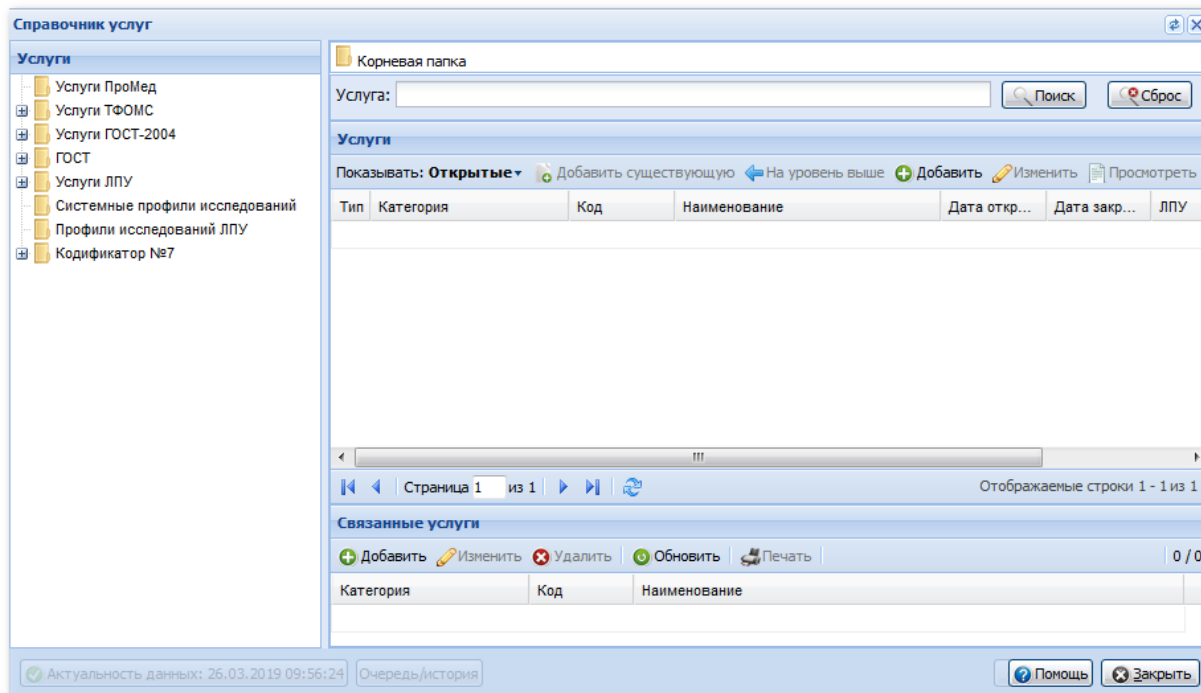 Справочник услуг
Услуги
Услуги ПроМед
Услуги ТФОМС
Услуги ГОСТ-2004
ГОСТ
Услуги ЛПУ
Системные профили исследований
Профили исследований ЛПУ
Кодификатор №7
Корневая папка
Услуга: Поиск Сброс
Услуги
Показывать: Открытые Добавить существующую На уровень выше Добавить Изменить Просмотреть
Тип Категория Код Наименование Дата откр... Дата закр... ЛПУ
Страница 1 из 1 Отображаемые строки 1 - 1 из 1
Связанные услуги
Добавить Изменить Удалить Обновить Печать 0 / 0
Категория Код Наименование
Актуальность данных: 26.03.2019 09:56:24 Очередь/история Помощь Закрыть